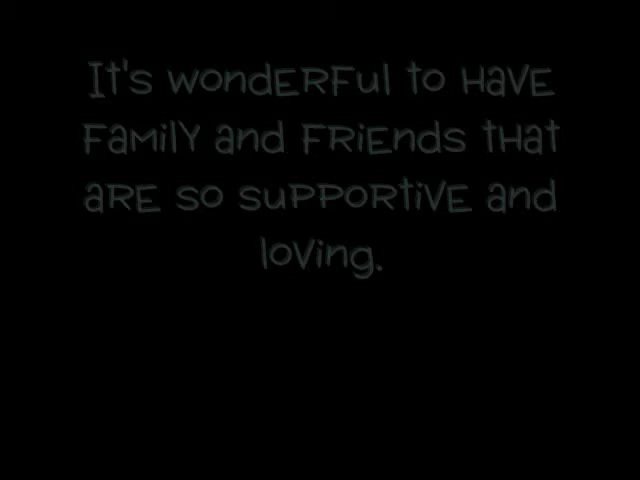 It's wonderful to have
family and friends that
are so supportive and
loving.